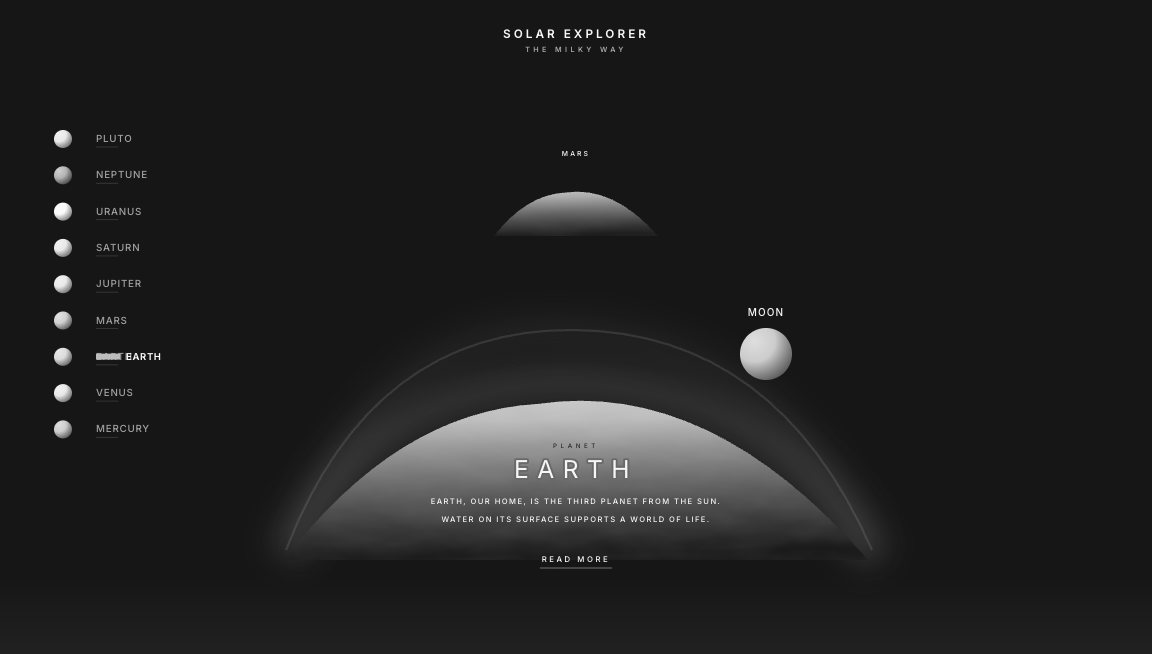 SOLAR EXPLORER
THE MILKY WAY
PLUTO
NEPTUNE
URANUS
SATURN
JUPITER
MARS
EARTH
VENUS
MERCURY
MARS
MOON
PLANET
EARTH
EARTH, OUR HOME, IS THE THIRD PLANET FROM THE SUN.
WATER ON ITS SURFACE SUPPORTS A WORLD OF LIFE.
READ MORE